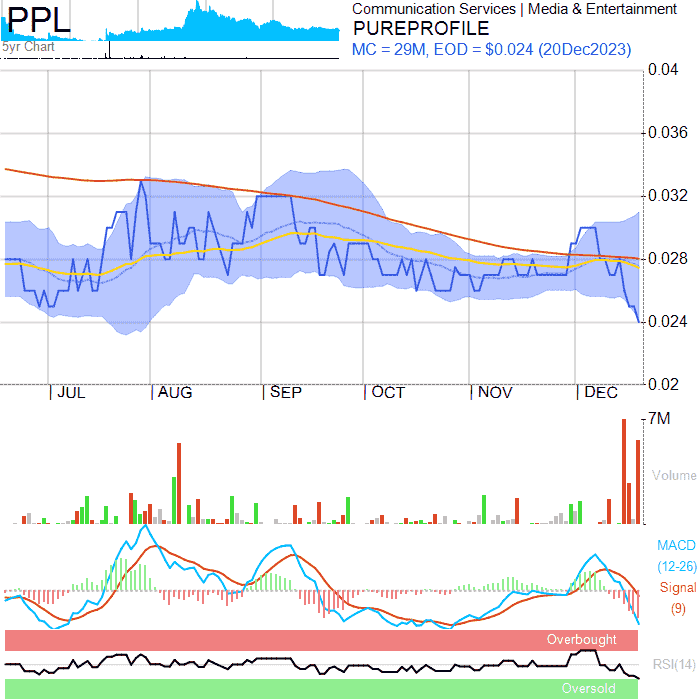 PPL
5yr Chart
Communication Services | Media & Entertainment
PUREPROFILE
MC = 29M, EOD = $0.024 (20Dec2023)
0.04
0.036
0.032
0.028
0.024
0.02
JUL AUG SEP OCT NOV DEC
7M
Volume
MACD
(12-26)
Signal
(9)
Overbought
RSI(14)
Oversold